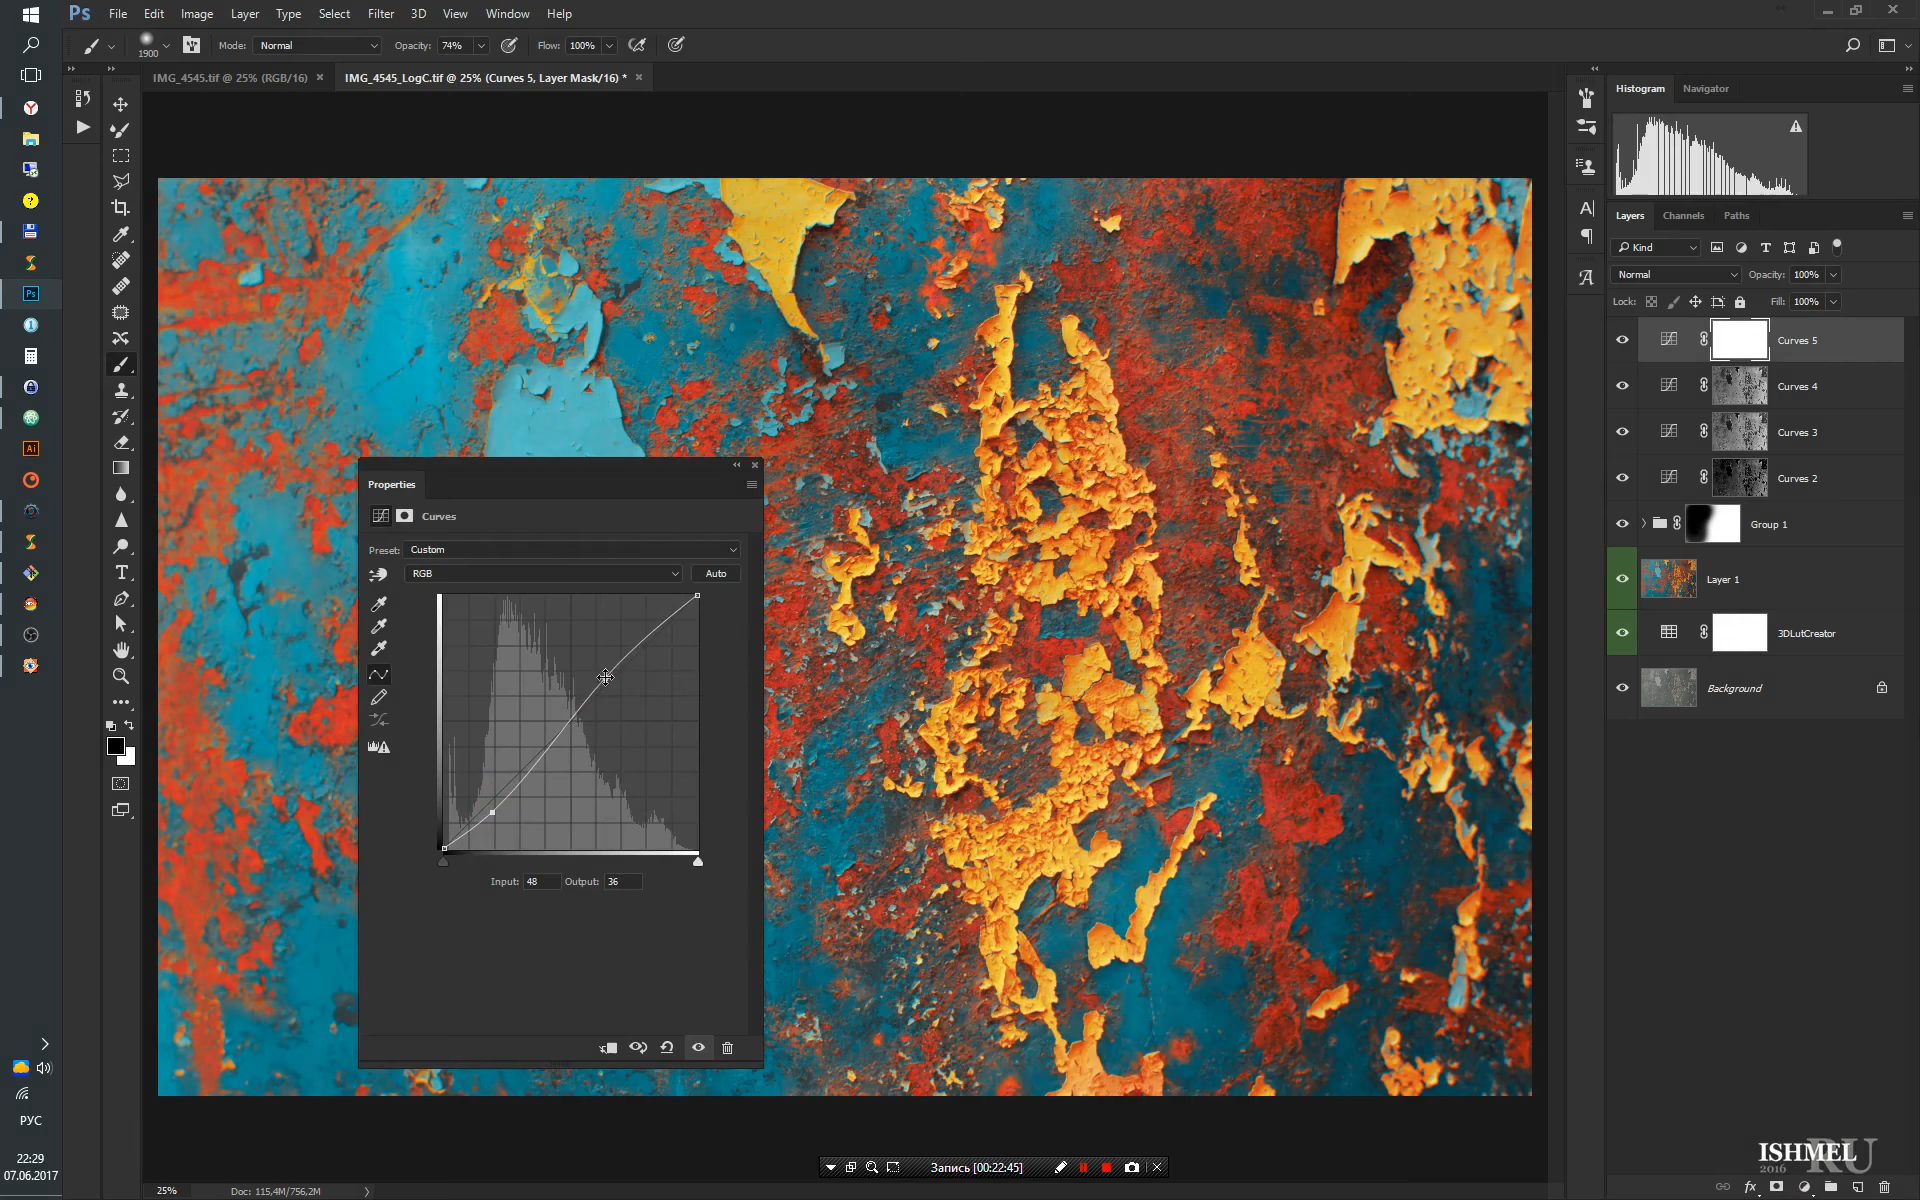 Ps File Edit Image Layer Type Select Filter 3D View Window Help
1900 Mode: Normal Opacity: 74% Flow: 100%
IMG_4545.tif @ 25% (RGB/16) × IMG_4545_LogC.tif @ 25% (Curves 5, Layer Mask/16) * ×
Histogram Navigator
Layers Channels Paths
Kind
Normal Opacity: 100%
Lock: Fill: 100%
Curves 5
Curves 4
Curves 3
Curves 2
Group 1
Layer 1
3DLutCreator
Background
Properties
Curves
Preset: Custom
RGB Auto
Input: 48 Output: 36
Ps
Ai
РУС
22:29
07.06.2017
Запись [00:22:45]
ISHMEL RU
2016
25% Doc: 115,4M/756,2M